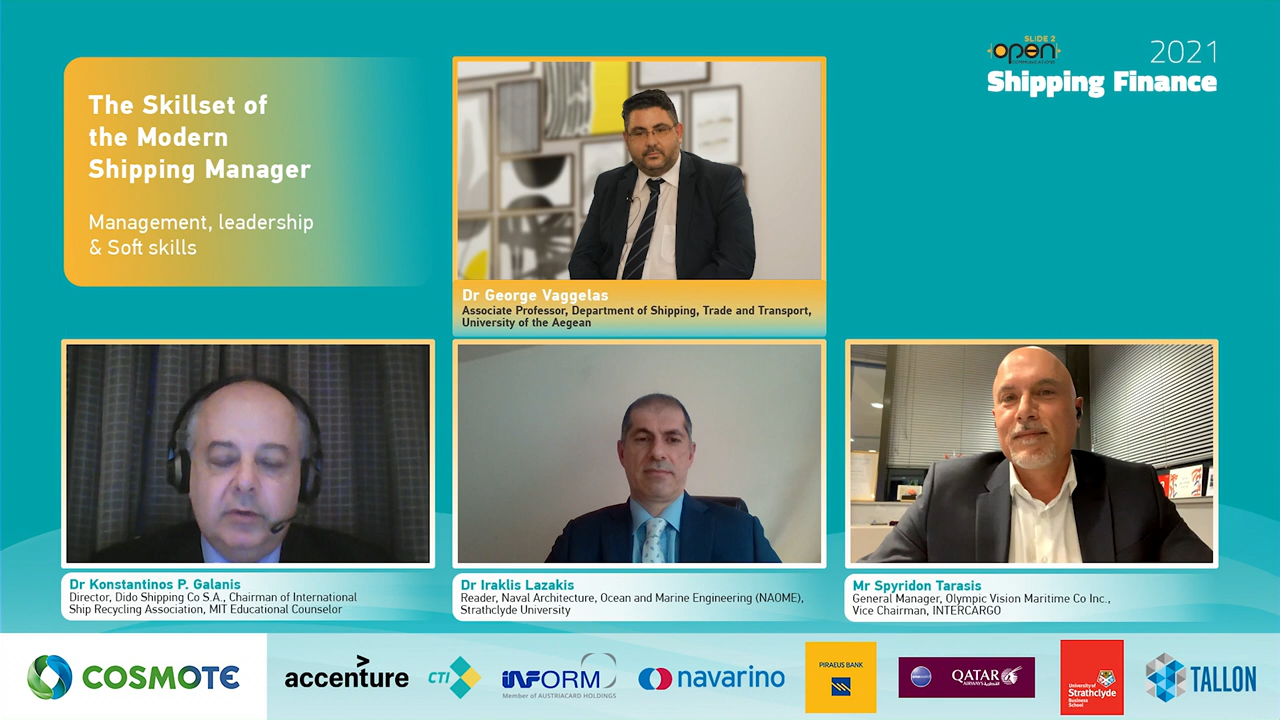 SLIDE 2
open
COMMUNICATIONS
2021
Shipping Finance
The Skillset of
the Modern
Shipping Manager
Management, leadership
& Soft skills
Dr George Vaggelas
Associate Professor, Department of Shipping, Trade and Transport,
University of the Aegean
Dr Konstantinos P. Galanis
Director, Dido Shipping Co S.A., Chairman of International
Ship Recycling Association, MIT Educational Counselor
Dr Iraklis Lazakis
Reader, Naval Architecture, Ocean and Marine Engineering (NAOME),
Strathclyde University
Mr Spyridon Tarasis
General Manager, Olympic Vision Maritime Co Inc.,
Vice Chairman, INTERCARGO
COSMOTE
accenture
CTI
INFORM
Member of AUSTRIACARD HOLDINGS
navarino
PIRAEUS BANK
QATAR
AIRWAYS القطرية
University of
Strathclyde
Business
School
TALLON